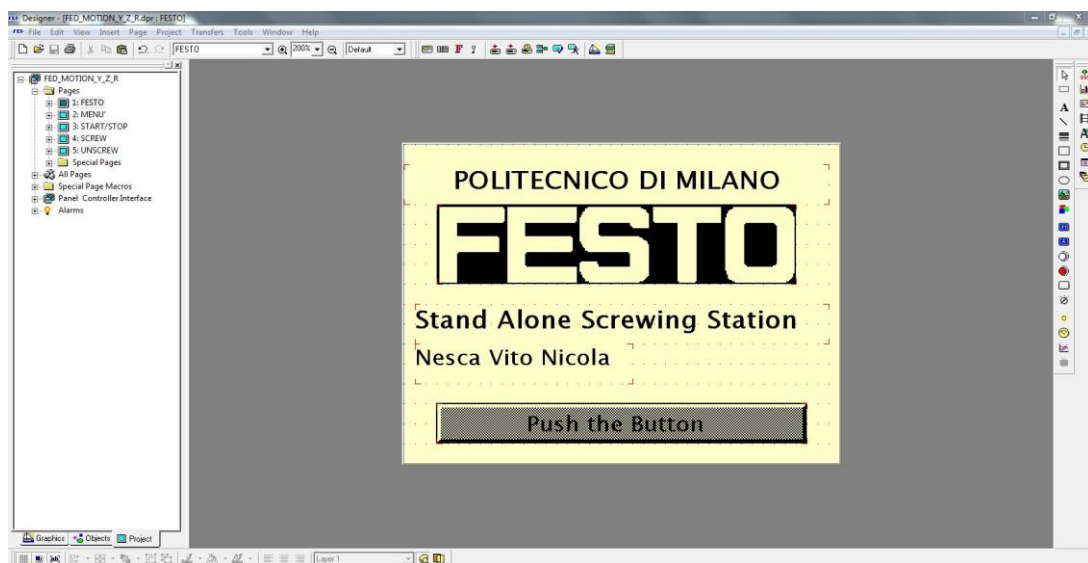 Designer - [FED_MOTION_Y_Z_R.dpr : FESTO]
File Edit View Insert Page Project Transfers Tools Window Help
FESTO 200% Default
FED_MOTION_Y_Z_R
Pages
1: FESTO
2: MENU'
3: START/STOP
4: SCREW
5: UNSCREW
Special Pages
All Pages
Special Page Macros
Panel Controller Interface
Alarms
POLITECNICO DI MILANO
FESTO
Stand Alone Screwing Station
Nesca Vito Nicola
Push the Button
Graphics Objects Project
Layer 1